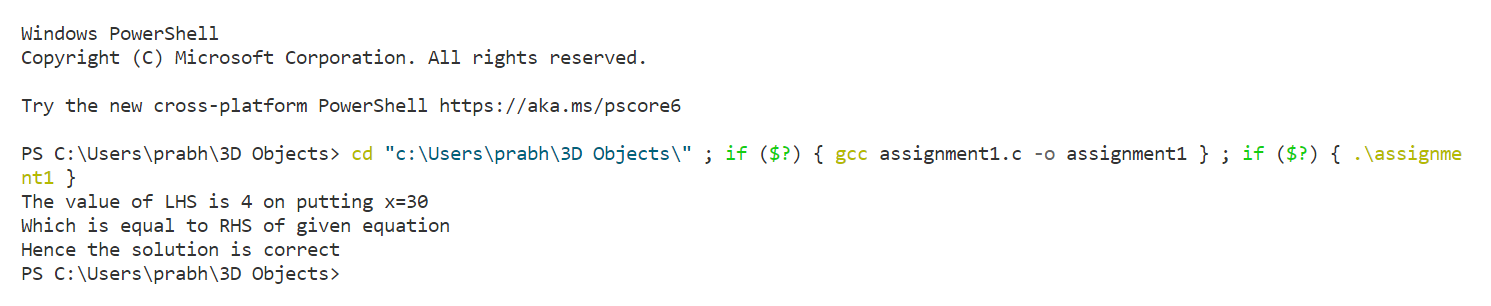 Windows PowerShell
Copyright (C) Microsoft Corporation. All rights reserved.
Try the new cross-platform PowerShell https://aka.ms/pscore6
PS C:\Users\prabh\3D Objects> cd "c:\Users\prabh\3D Objects\" ; if ($?) { gcc assignment1.c -o assignment1 } ; if ($?) { .\assignme
nt1 }
The value of LHS is 4 on putting x=30
Which is equal to RHS of given equation
Hence the solution is correct
PS C:\Users\prabh\3D Objects>